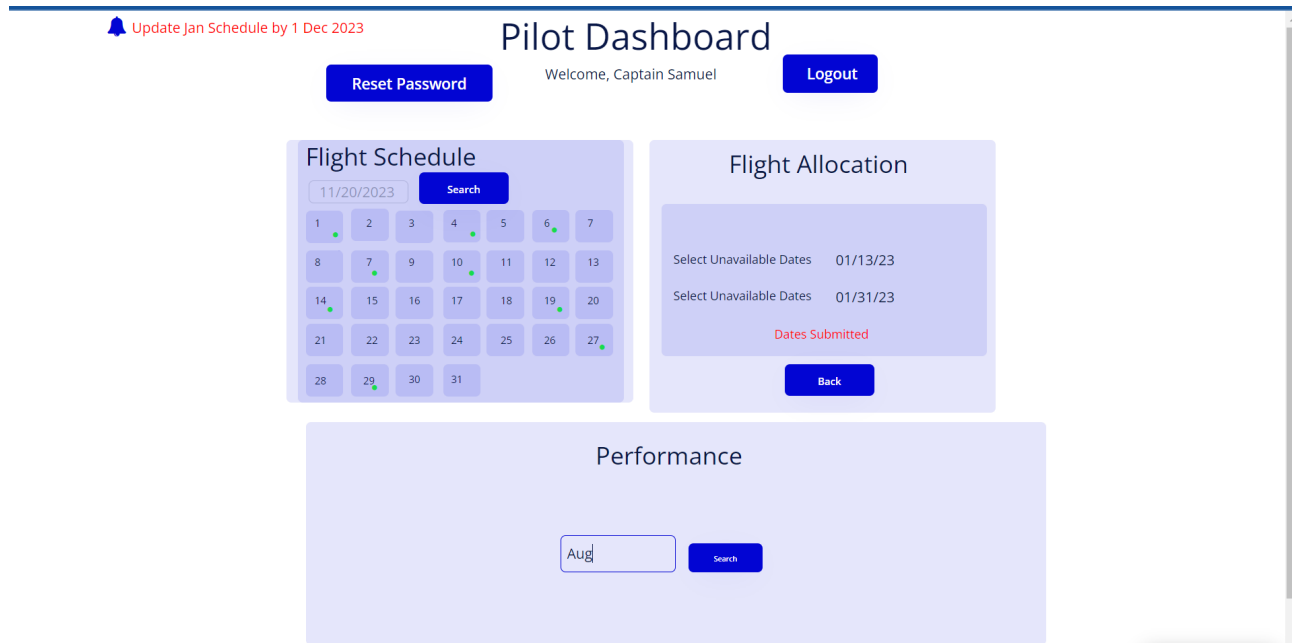 Update Jan Schedule by 1 Dec 2023
Pilot Dashboard
Welcome, Captain Samuel
Reset Password
Logout
Flight Schedule
11/20/2023 Search
1 2 3 4 5 6 7
8 7 9 10 11 12 13
14 15 16 17 18 19 20
21 22 23 24 25 26 27
28 29 30 31
Flight Allocation
Select Unavailable Dates 01/13/23
Select Unavailable Dates 01/31/23
Dates Submitted
Back
Performance
Aug Search